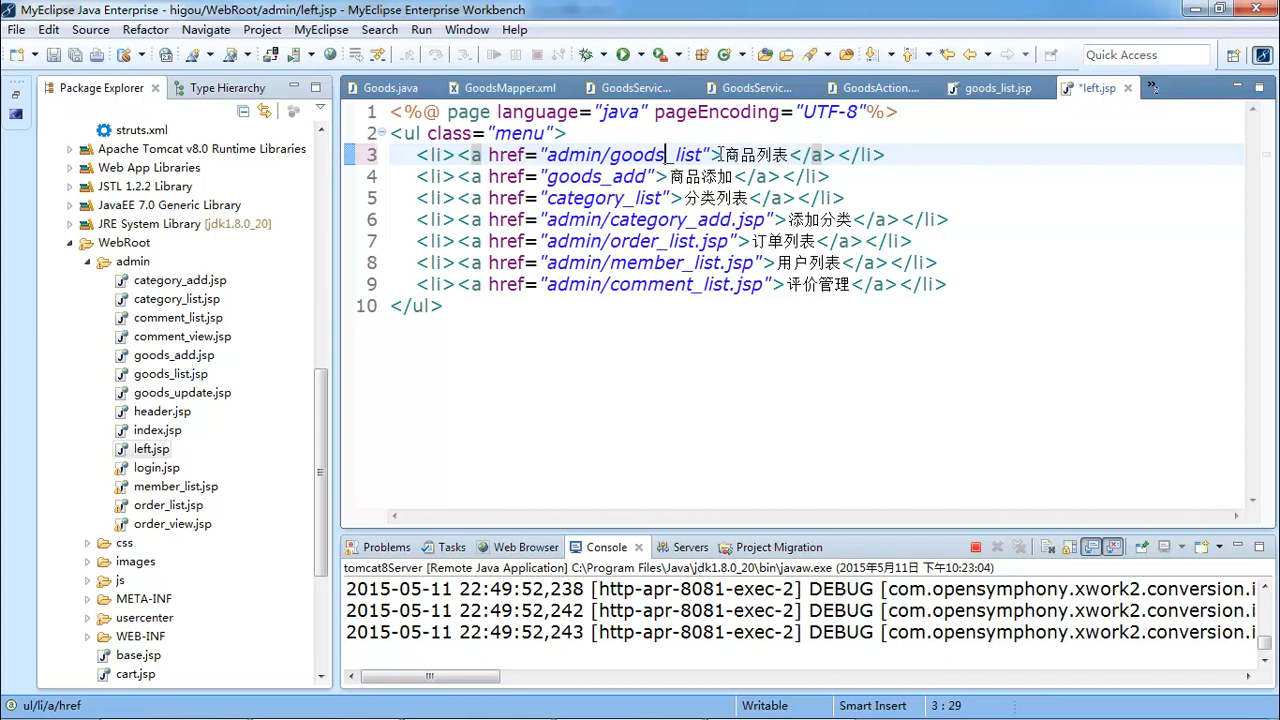 MyEclipse Java Enterprise - higou/WebRoot/admin/left.jsp - MyEclipse Enterprise Workbench
File Edit Source Refactor Navigate Project MyEclipse Search Run Window Help
Quick Access
Package Explorer Type Hierarchy
Goods.java GoodsMapper.xml GoodsServic... GoodsServic... GoodsAction.... goods_list.jsp *left.jsp
struts.xml
Apache Tomcat v8.0 Runtime Libraries
Web App Libraries
JSTL 1.2.2 Library
JavaEE 7.0 Generic Library
JRE System Library [jdk1.8.0_20]
WebRoot
admin
category_add.jsp
category_list.jsp
comment_list.jsp
comment_view.jsp
goods_add.jsp
goods_list.jsp
goods_update.jsp
header.jsp
index.jsp
left.jsp
login.jsp
member_list.jsp
order_list.jsp
order_view.jsp
css
images
js
META-INF
usercenter
WEB-INF
base.jsp
cart.jsp
1 <%@ page language="java" pageEncoding="UTF-8"%>
2 <ul class="menu">
3 <li><a href="admin/goods_list">商品列表</a></li>
4 <li><a href="goods_add">商品添加</a></li>
5 <li><a href="category_list">分类列表</a></li>
6 <li><a href="admin/category_add.jsp">添加分类</a></li>
7 <li><a href="admin/order_list.jsp">订单列表</a></li>
8 <li><a href="admin/member_list.jsp">用户列表</a></li>
9 <li><a href="admin/comment_list.jsp">评价管理</a></li>
10 </ul>
Problems Tasks Web Browser Console Servers Project Migration
tomcat8Server [Remote Java Application] C:\Program Files\Java\jdk1.8.0_20\bin\javaw.exe (2015年5月11日 下午10:23:04)
2015-05-11 22:49:52,238 [http-apr-8081-exec-2] DEBUG [com.opensymphony.xwork2.conversion.i
2015-05-11 22:49:52,242 [http-apr-8081-exec-2] DEBUG [com.opensymphony.xwork2.conversion.i
2015-05-11 22:49:52,243 [http-apr-8081-exec-2] DEBUG [com.opensymphony.xwork2.conversion.i
ul/li/a/href Writable Smart Insert 3 : 29